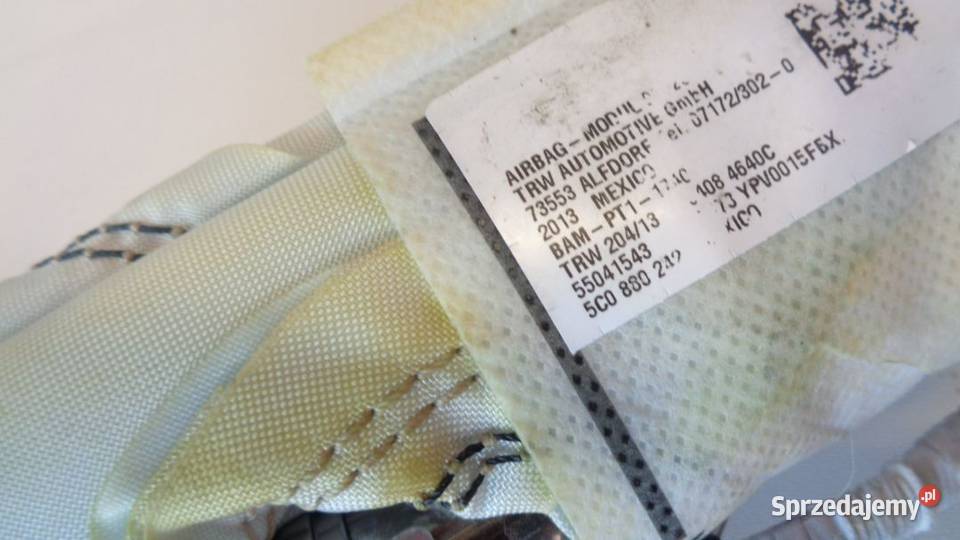 AIRBAG-MODUL
TRW AUTOMOTIVE GmbH
73553 ALFDORF Tel. 07172/302-0
2013 MEXICO
BAM-PT1- 4640C
TRW 204/13 YPV0015F5X
55041543
5C0 880
Sprzedajemy.pl